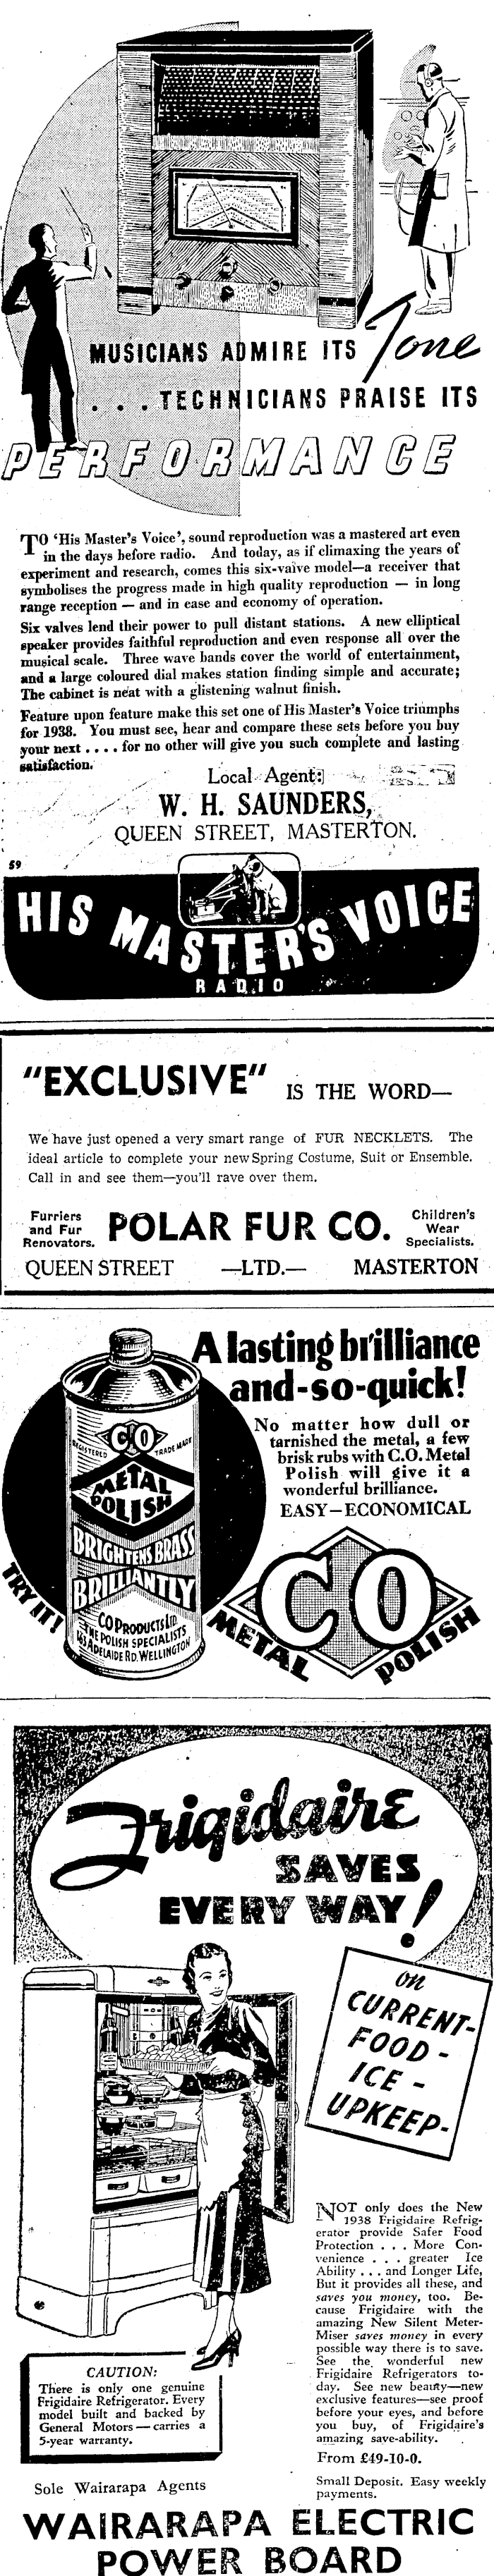 MUSICIANS ADMIRE ITS Tone
. . . TECHNICIANS PRAISE ITS
PERFORMANCE
TO ‘His Master's Voice’, sound reproduction was a mastered art even
in the days before radio. And today, as if climaxing the years of
experiment and research, comes this six-valve model—a receiver that
symbolises the progress made in high quality reproduction — in long
range reception — and in ease and economy of operation.
Six valves lend their power to pull distant stations. A new elliptical
speaker provides faithful reproduction and even response all over the
musical scale. Three wave bands cover the world of entertainment,
and a large coloured dial makes station finding simple and accurate;
The cabinet is neat with a glistening walnut finish.
Feature upon feature make this set one of His Master's Voice triumphs
for 1938. You must see, hear and compare these sets before you buy
your next . . . . for no other will give you such complete and lasting
satisfaction.
Local Agent:
W. H. SAUNDERS,
QUEEN STREET, MASTERTON.
59
HIS MASTER'S VOICE
RADIO
"EXCLUSIVE" IS THE WORD—
We have just opened a very smart range of FUR NECKLETS. The
ideal article to complete your new Spring Costume, Suit or Ensemble.
Call in and see them—you'll rave over them.
Furriers
and Fur
Renovators.
POLAR FUR CO.
Children's
Wear
Specialists.
QUEEN STREET —LTD.— MASTERTON
A lasting brilliance
and-so-quick!
No matter how dull or
tarnished the metal, a few
brisk rubs with C.O. Metal
Polish will give it a
wonderful brilliance.
EASY—ECONOMICAL
CO
REGISTERED TRADE MARK
METAL
POLISH
BRIGHTENS BRASS
BRILLIANTLY
CO PRODUCTS LTD
THE POLISH SPECIALISTS
163 ADELAIDE RD. WELLINGTON
TRY IT!
CO
METAL POLISH
Frigidaire
SAVES
EVERY WAY!
on
CURRENT-
FOOD -
ICE -
UPKEEP-
NOT only does the New
1938 Frigidaire Refrig-
erator provide Safer Food
Protection . . . More Con-
venience . . . greater Ice
Ability . . . and Longer Life,
But it provides all these, and
saves you money, too. Be-
cause Frigidaire with the
amazing New Silent Meter-
Miser saves money in every
possible way there is to save.
See the wonderful new
Frigidaire Refrigerators to-
day. See new beauty—new
exclusive features—see proof
before your eyes, and before
you buy, of Frigidaire's
amazing save-ability.
From £49-10-0.
Small Deposit. Easy weekly
payments.
CAUTION:
There is only one genuine
Frigidaire Refrigerator. Every
model built and backed by
General Motors — carries a
5-year warranty.
Sole Wairarapa Agents
WAIRARAPA ELECTRIC
POWER BOARD